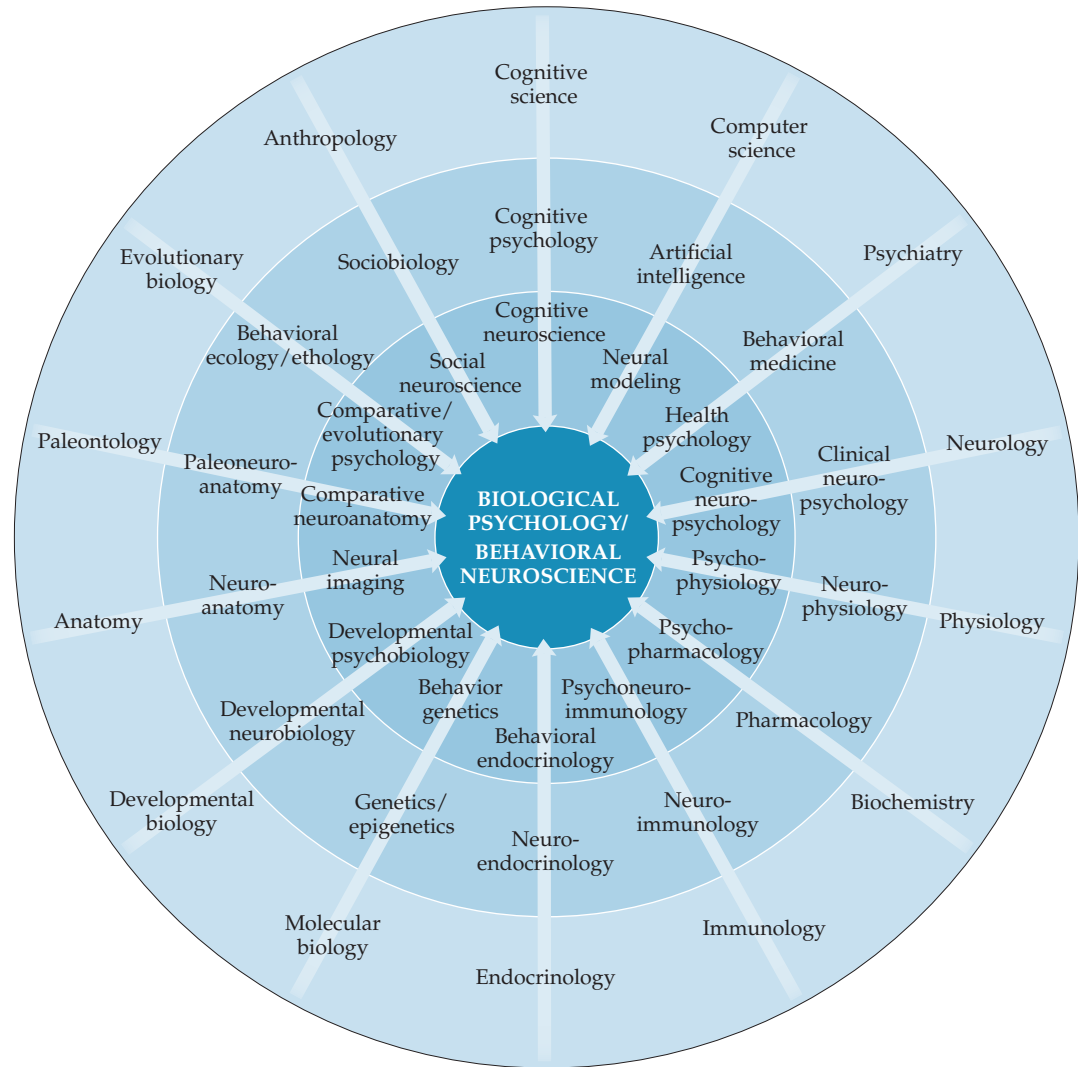 Cognitive
science
Computer
science
Psychiatry
Neurology
Physiology
Biochemistry
Immunology
Endocrinology
Molecular
biology
Developmental
biology
Anatomy
Paleontology
Evolutionary
biology
Anthropology
Cognitive
psychology
Artificial
intelligence
Behavioral
medicine
Clinical
neuro-
psychology
Neuro-
physiology
Pharmacology
Neuro-
immunology
Neuro-
endocrinology
Genetics/
epigenetics
Developmental
neurobiology
Neuro-
anatomy
Paleoneuro-
anatomy
Behavioral
ecology/ethology
Sociobiology
Cognitive
neuroscience
Neural
modeling
Health
psychology
Cognitive
neuro-
psychology
Psycho-
physiology
Psycho-
pharmacology
Psychoneuro-
immunology
Behavioral
endocrinology
Behavior
genetics
Developmental
psychobiology
Neural
imaging
Comparative
neuroanatomy
Comparative/
evolutionary
psychology
Social
neuroscience
BIOLOGICAL
PSYCHOLOGY/
BEHAVIORAL
NEUROSCIENCE